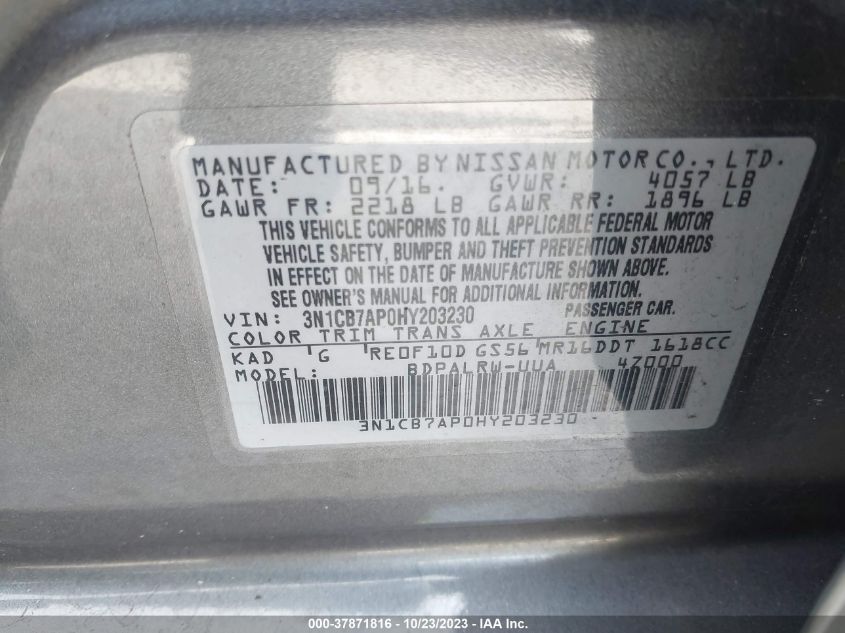 MANUFACTURED BY NISSAN MOTOR CO., LTD.
DATE: 09/16. GVWR: 4057 LB
GAWR FR: 2218 LB GAWR RR: 1896 LB
THIS VEHICLE CONFORMS TO ALL APPLICABLE FEDERAL MOTOR
VEHICLE SAFETY, BUMPER AND THEFT PREVENTION STANDARDS
IN EFFECT ON THE DATE OF MANUFACTURE SHOWN ABOVE.
SEE OWNER'S MANUAL FOR ADDITIONAL INFORMATION.
VIN: 3N1CB7AP0HY203230 PASSENGER CAR.
COLOR TRIM TRANS AXLE ENGINE
KAD G RE0F10D GS56 MR16DDT 1618CC
MODEL: BDPALRW-UUA 47000
3N1CB7AP0HY203230
000-37871816 - 10/23/2023 - IAA Inc.